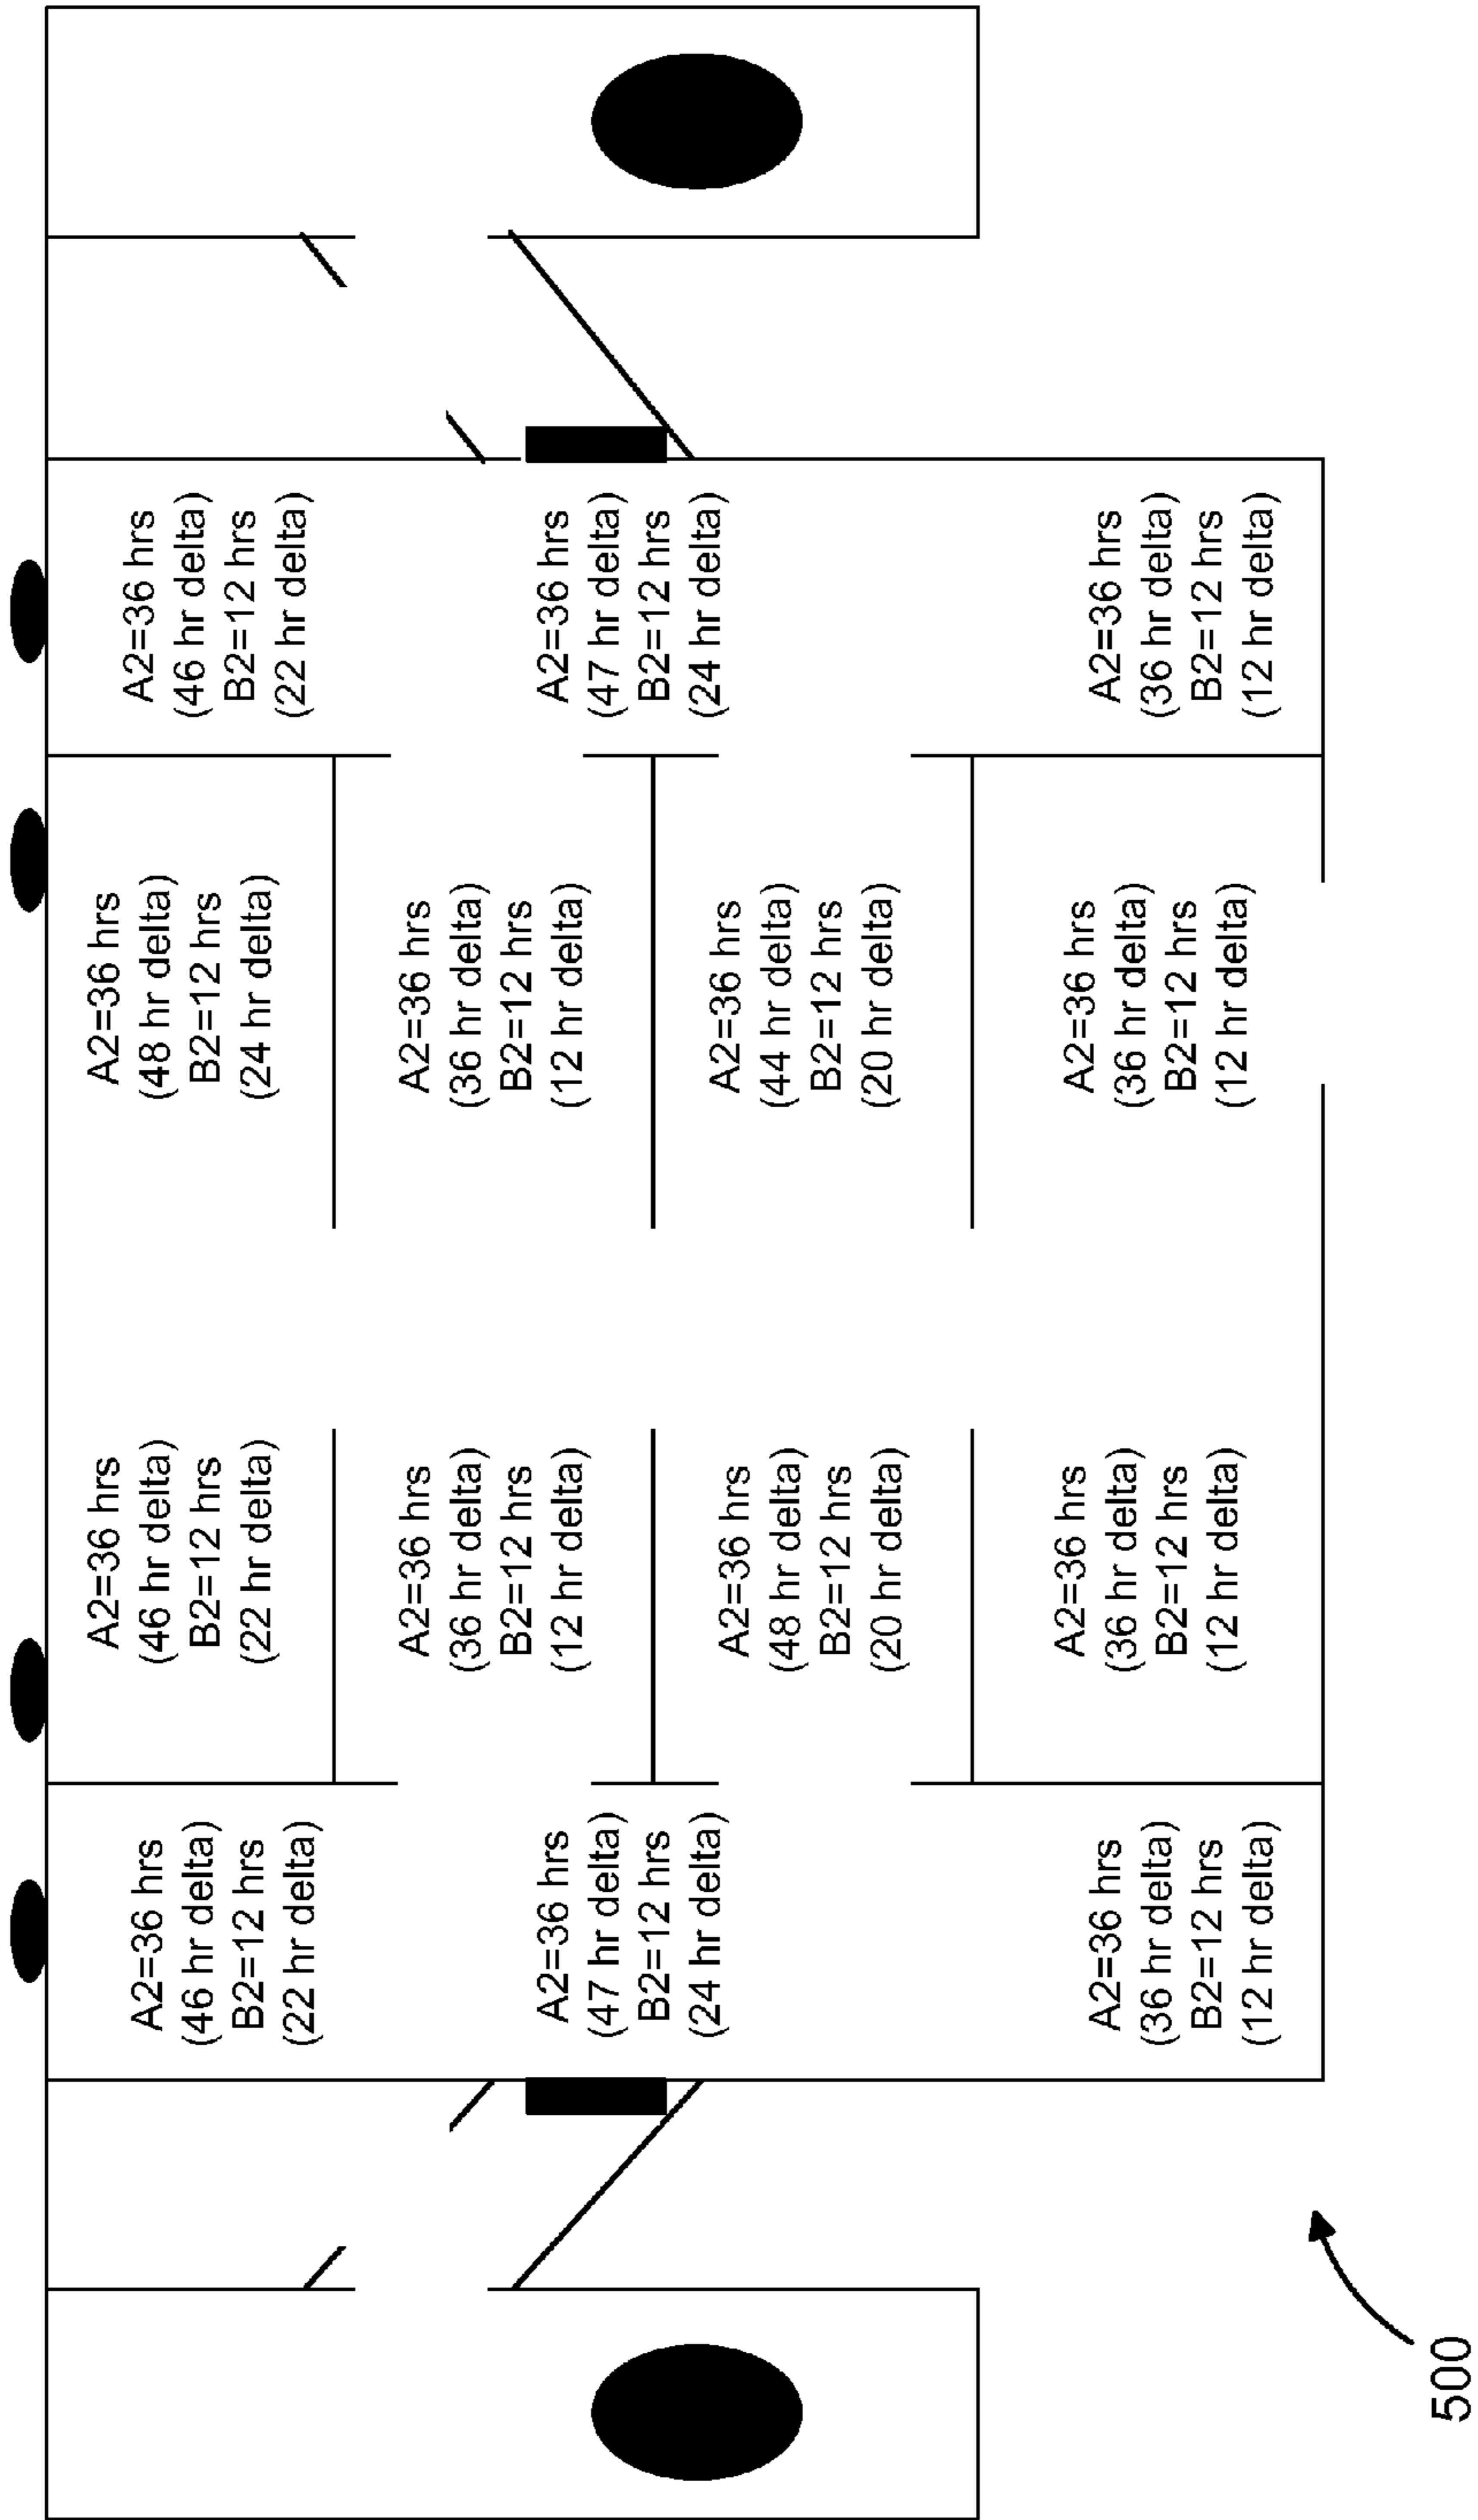 A2=36 hrs
(46 hr delta)
B2=12 hrs
(22 hr delta)
A2=36 hrs
(46 hr delta)
B2=12 hrs
(22 hr delta)
A2=36 hrs
(48 hr delta)
B2=12 hrs
(24 hr delta)
A2=36 hrs
(46 hr delta)
B2=12 hrs
(22 hr delta)
A2=36 hrs
(47 hr delta)
B2=12 hrs
(24 hr delta)
A2=36 hrs
(36 hr delta)
B2=12 hrs
(12 hr delta)
A2=36 hrs
(36 hr delta)
B2=12 hrs
(12 hr delta)
A2=36 hrs
(47 hr delta)
B2=12 hrs
(24 hr delta)
A2=36 hrs
(48 hr delta)
B2=12 hrs
(20 hr delta)
A2=36 hrs
(44 hr delta)
B2=12 hrs
(20 hr delta)
A2=36 hrs
(36 hr delta)
B2=12 hrs
(12 hr delta)
A2=36 hrs
(36 hr delta)
B2=12 hrs
(12 hr delta)
A2=36 hrs
(36 hr delta)
B2=12 hrs
(12 hr delta)
A2=36 hrs
(36 hr delta)
B2=12 hrs
(12 hr delta)
500